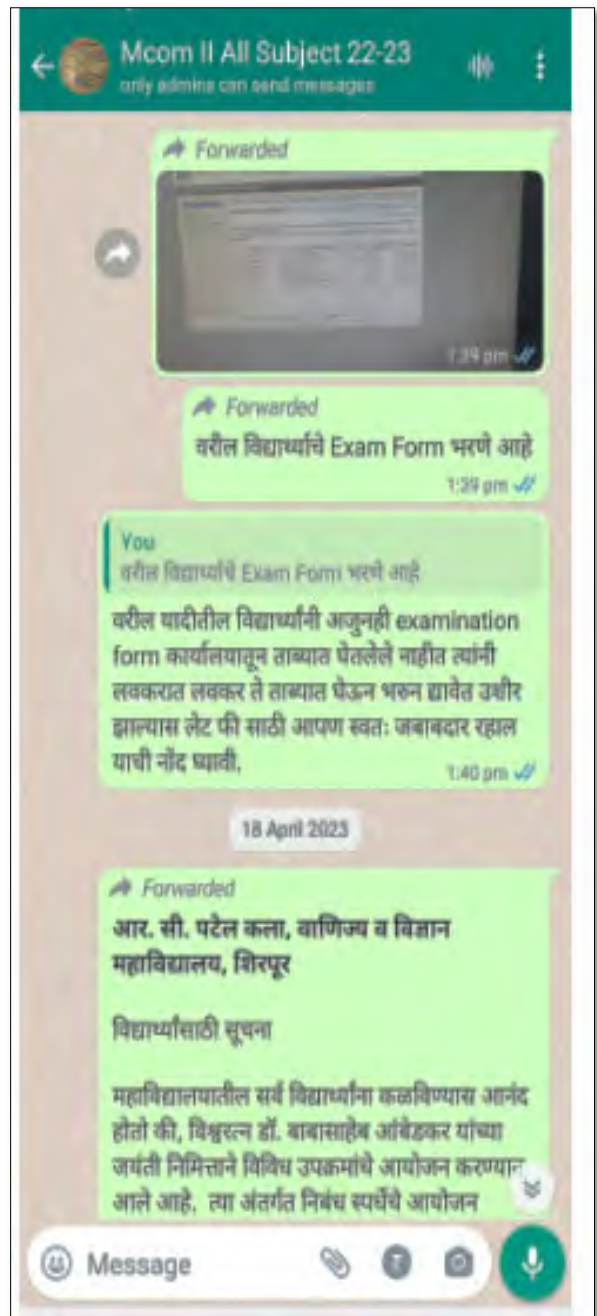 Mcom II All Subject 22-23
only admins can send messages
Forwarded
1:39 pm
Forwarded
वरील विद्यार्थ्याचे Exam Form भरणे आहे
1:39 pm
You
वरील विद्यार्थ्याचे Exam Form भरणे आहे
वरील यादीतील विद्यार्थ्यांनी अजुनही examination
form कार्यालयातून ताब्यात घेतलेले नाहीत त्यांनी
लवकरात लवकर ते ताब्यात घेऊन भरुन द्यावेत उशीर
झाल्यास लेट फी साठी आपण स्वतः जबाबदार रहाल
याची नोंद घ्यावी.
1:40 pm
18 April 2023
Forwarded
आर. सी. पटेल कला, वाणिज्य व विज्ञान
महाविद्यालय, शिरपूर
विद्यार्थ्यांसाठी सूचना
महाविद्यालयातील सर्व विद्यार्थ्यांना कळविण्यास आनंद
होतो की, विश्वरत्न डॉ. बाबासाहेब आंबेडकर यांच्या
जयंती निमित्ताने विविध उपक्रमांचे आयोजन करण्यात
आले आहे. त्या अंतर्गत निबंध स्पर्धेचे आयोजन
Message